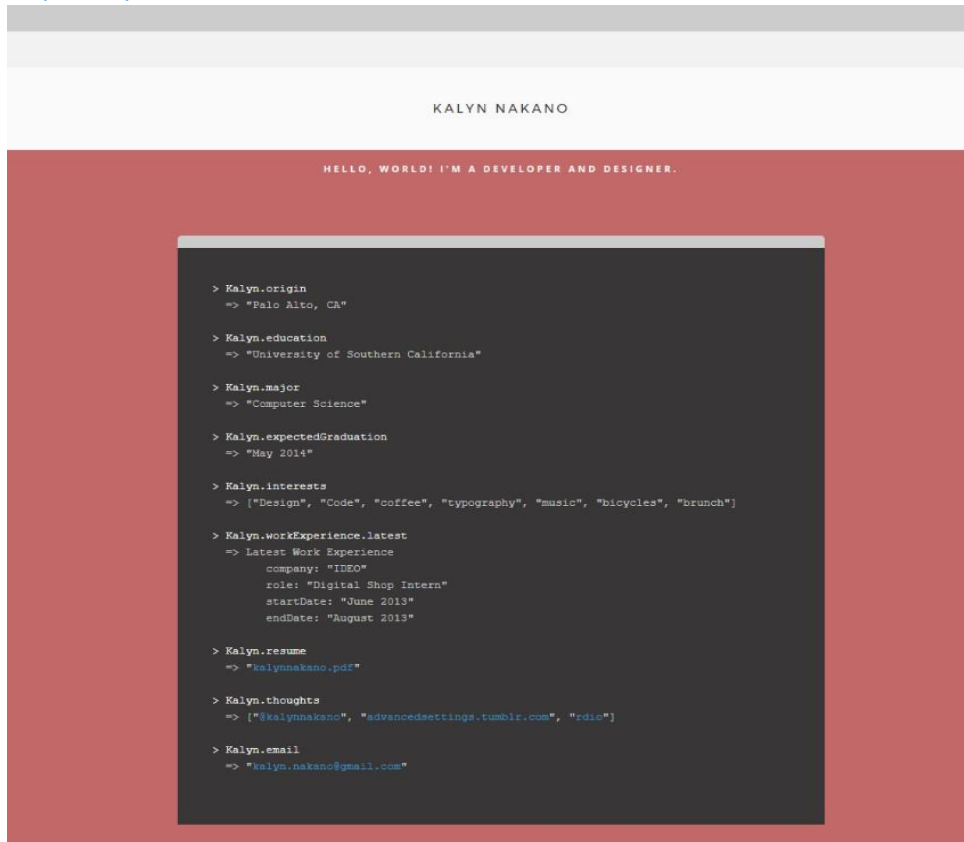 KALYN NAKANO
HELLO, WORLD! I'M A DEVELOPER AND DESIGNER.
> Kalyn.origin
=> "Palo Alto, CA"
> Kalyn.education
=> "University of Southern California"
> Kalyn.major
=> "Computer Science"
> Kalyn.expectedGraduation
=> "May 2014"
> Kalyn.interests
=> ["Design", "Code", "coffee", "typography", "music", "bicycles", "brunch"]
> Kalyn.workExperience.latest
=> Latest Work Experience
company: "IDEO"
role: "Digital Shop Intern"
startDate: "June 2013"
endDate: "August 2013"
> Kalyn.resume
=> "kalynnakano.pdf"
> Kalyn.thoughts
=> ["@kalynnakano", "advancedsettings.tumblr.com", "rdio"]
> Kalyn.email
=> "kalyn.nakano@gmail.com"